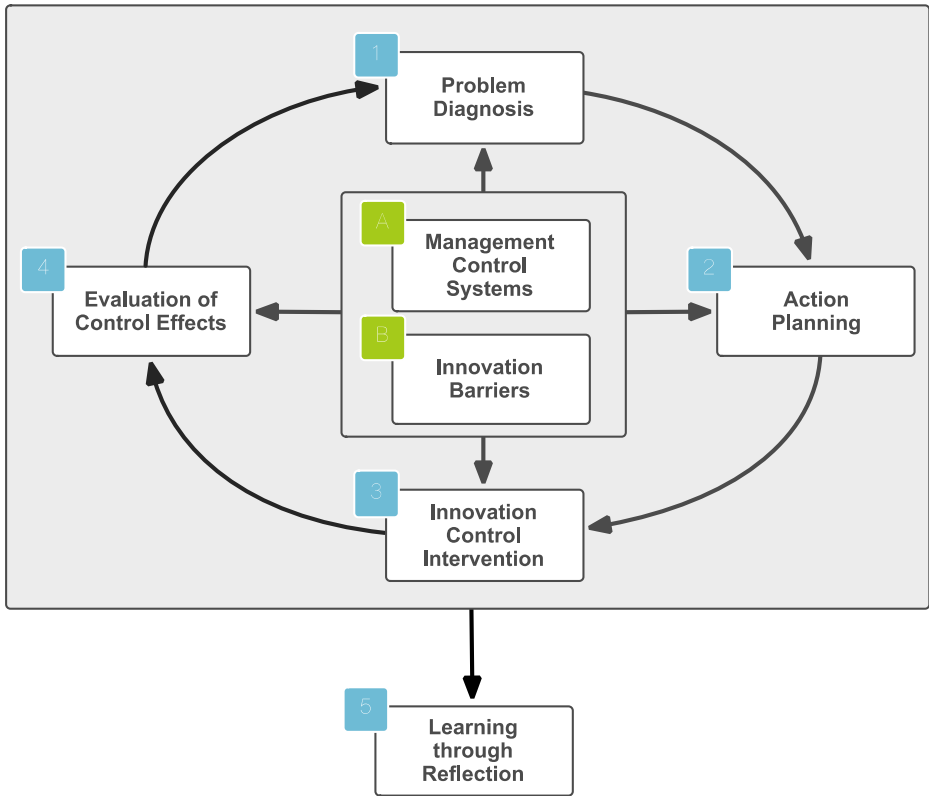 1
Problem
Diagnosis
A
Management
Control
Systems
4
Evaluation of
Control Effects
2
Action
Planning
B
Innovation
Barriers
3
Innovation
Control
Intervention
5
Learning
through
Reflection